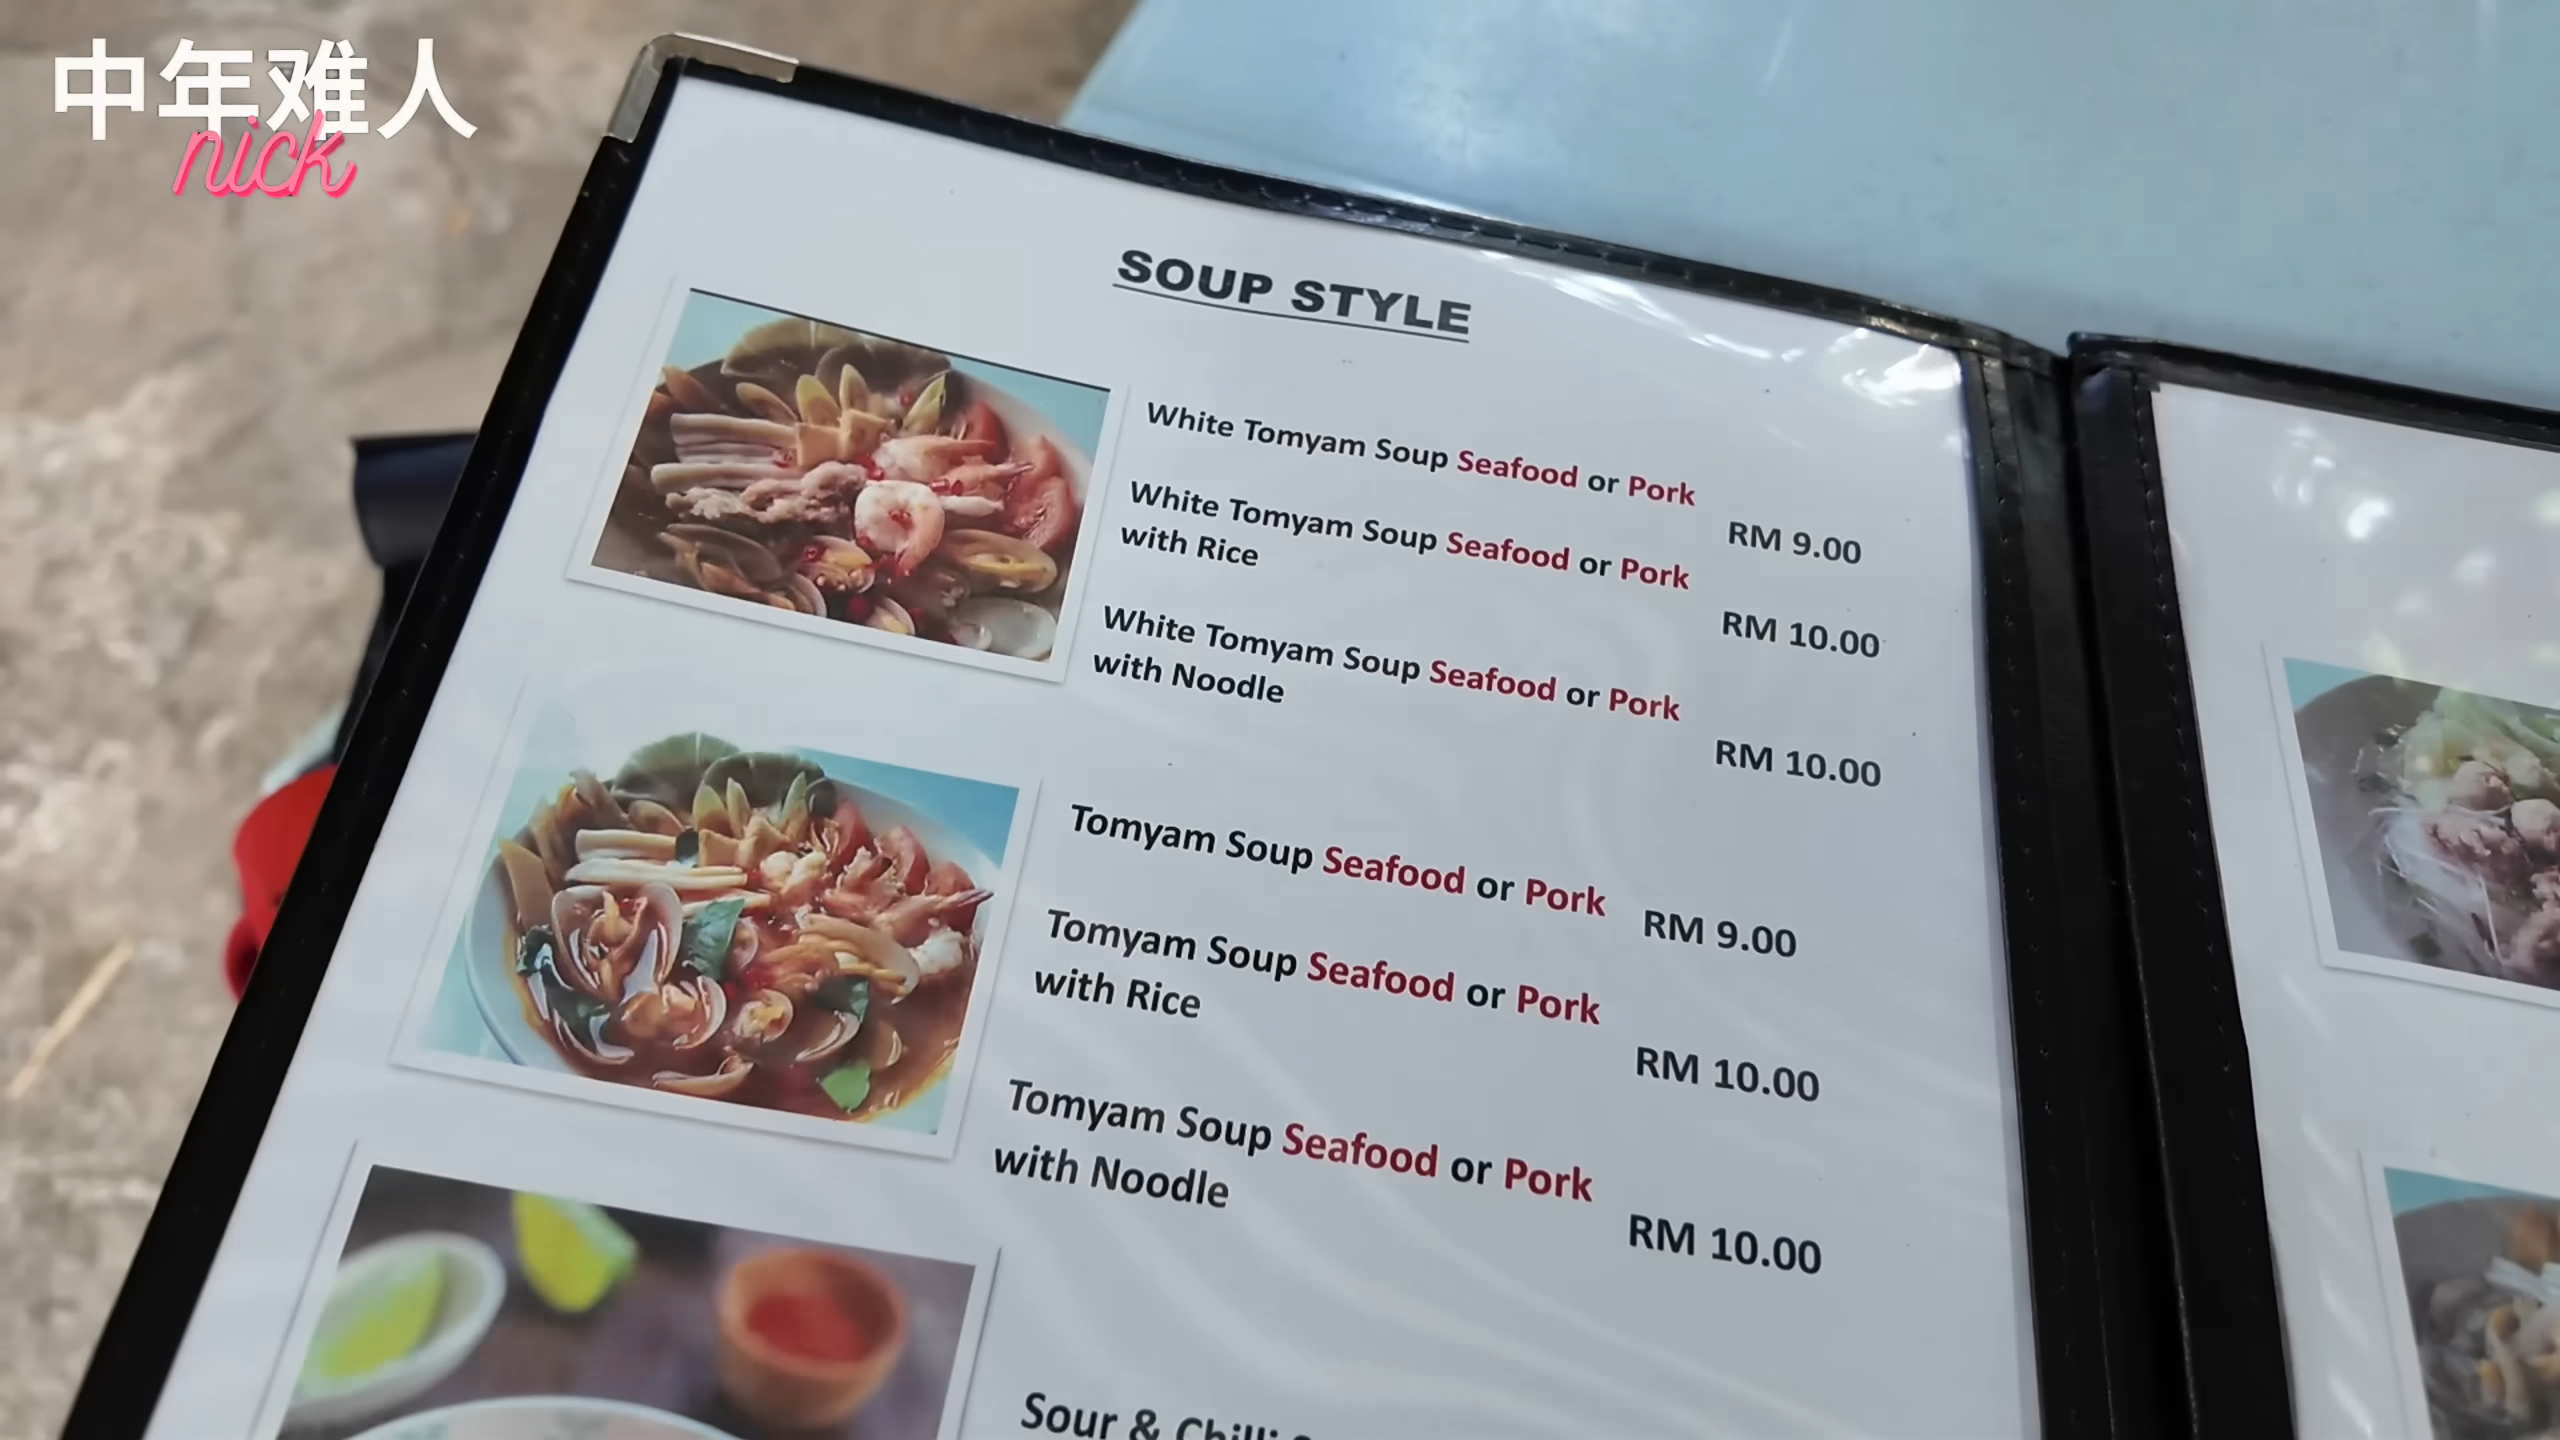 中年难人
nick
SOUP STYLE
White Tomyam Soup Seafood or Pork
RM 9.00
White Tomyam Soup Seafood or Pork
with Rice
RM 10.00
White Tomyam Soup Seafood or Pork
with Noodle
RM 10.00
Tomyam Soup Seafood or Pork
RM 9.00
Tomyam Soup Seafood or Pork
with Rice
RM 10.00
Tomyam Soup Seafood or Pork
with Noodle
RM 10.00
Sour & Chilli